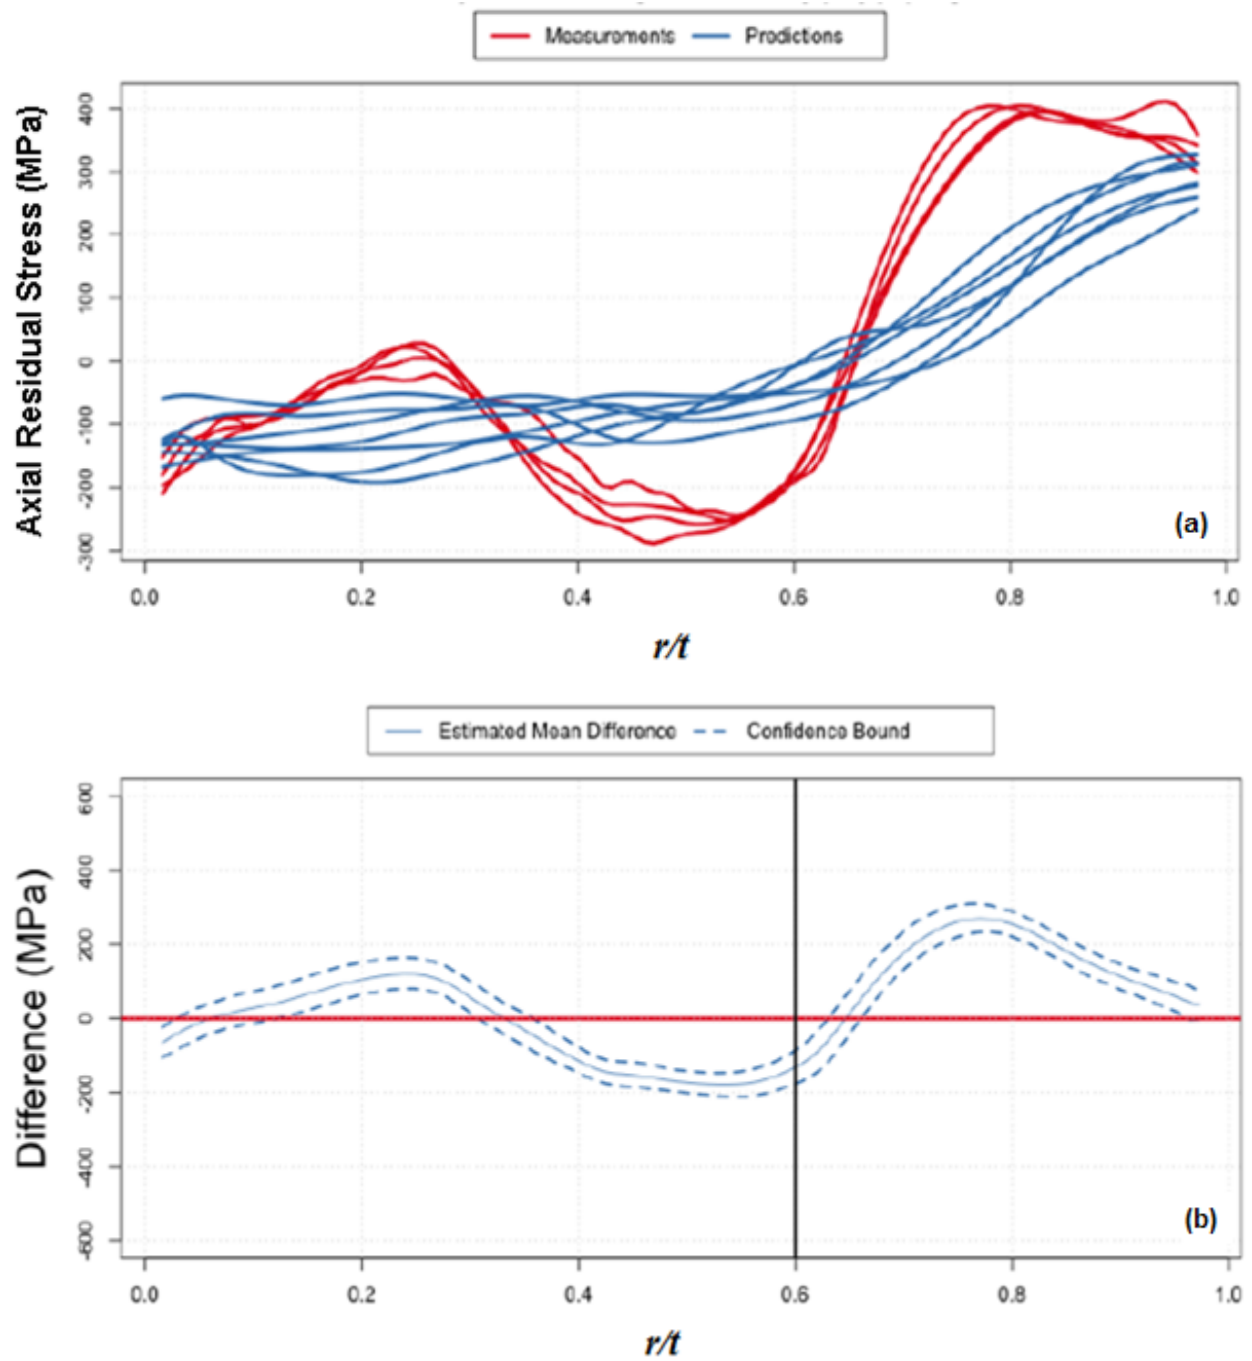 Measurements Predictions
Axial Residual Stress (MPa)
400
300
200
100
0
-100
-200
-300
(a)
0.0 0.2 0.4 0.6 0.8 1.0
r/t
Estimated Mean Difference Confidence Bound
Difference (MPa)
600
400
200
0
-200
-400
-600
(b)
0.0 0.2 0.4 0.6 0.8 1.0
r/t